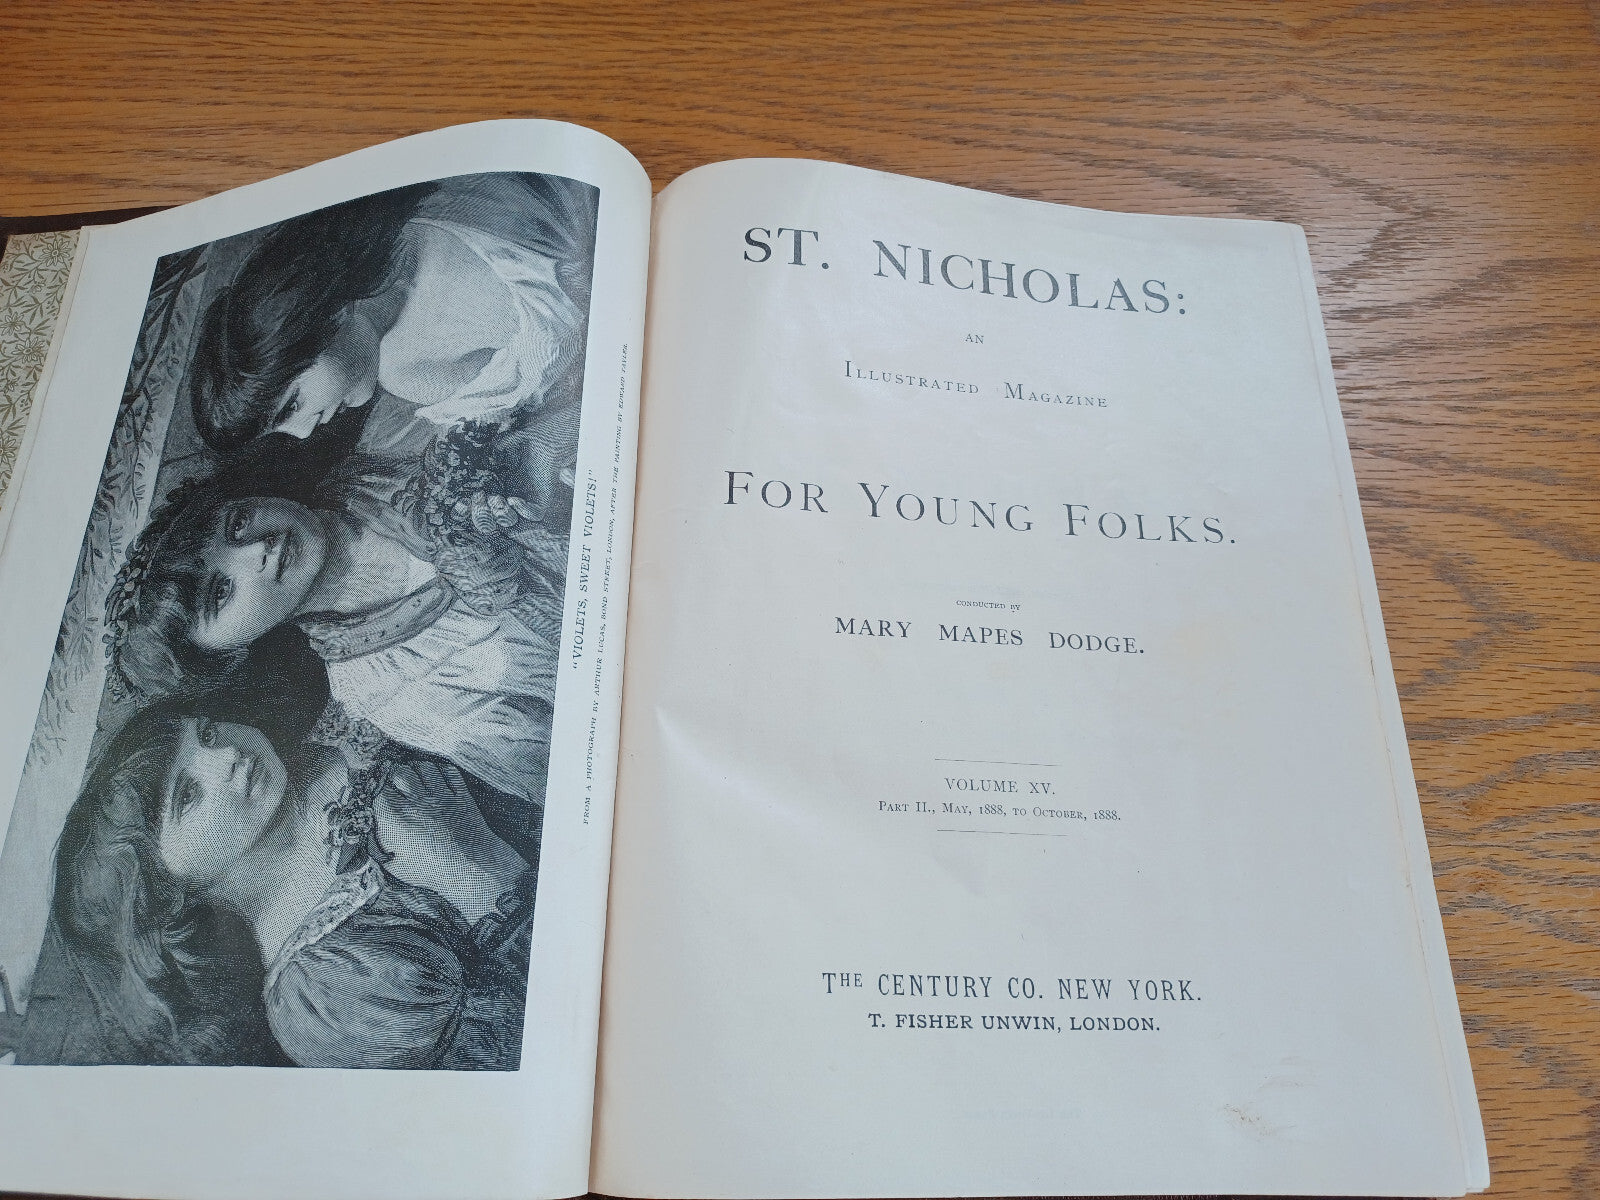 "VIOLETS, SWEET VIOLETS!"
FROM A PHOTOGRAPH BY ARTHUR LUCAS, BOND STREET, LONDON, AFTER THE PAINTING BY EDWARD TAYLER.
ST. NICHOLAS:
AN
ILLUSTRATED MAGAZINE
FOR YOUNG FOLKS.
CONDUCTED BY
MARY MAPES DODGE.
VOLUME XV.
PART II., MAY, 1888, TO OCTOBER, 1888.
THE CENTURY CO. NEW YORK.
T. FISHER UNWIN, LONDON.